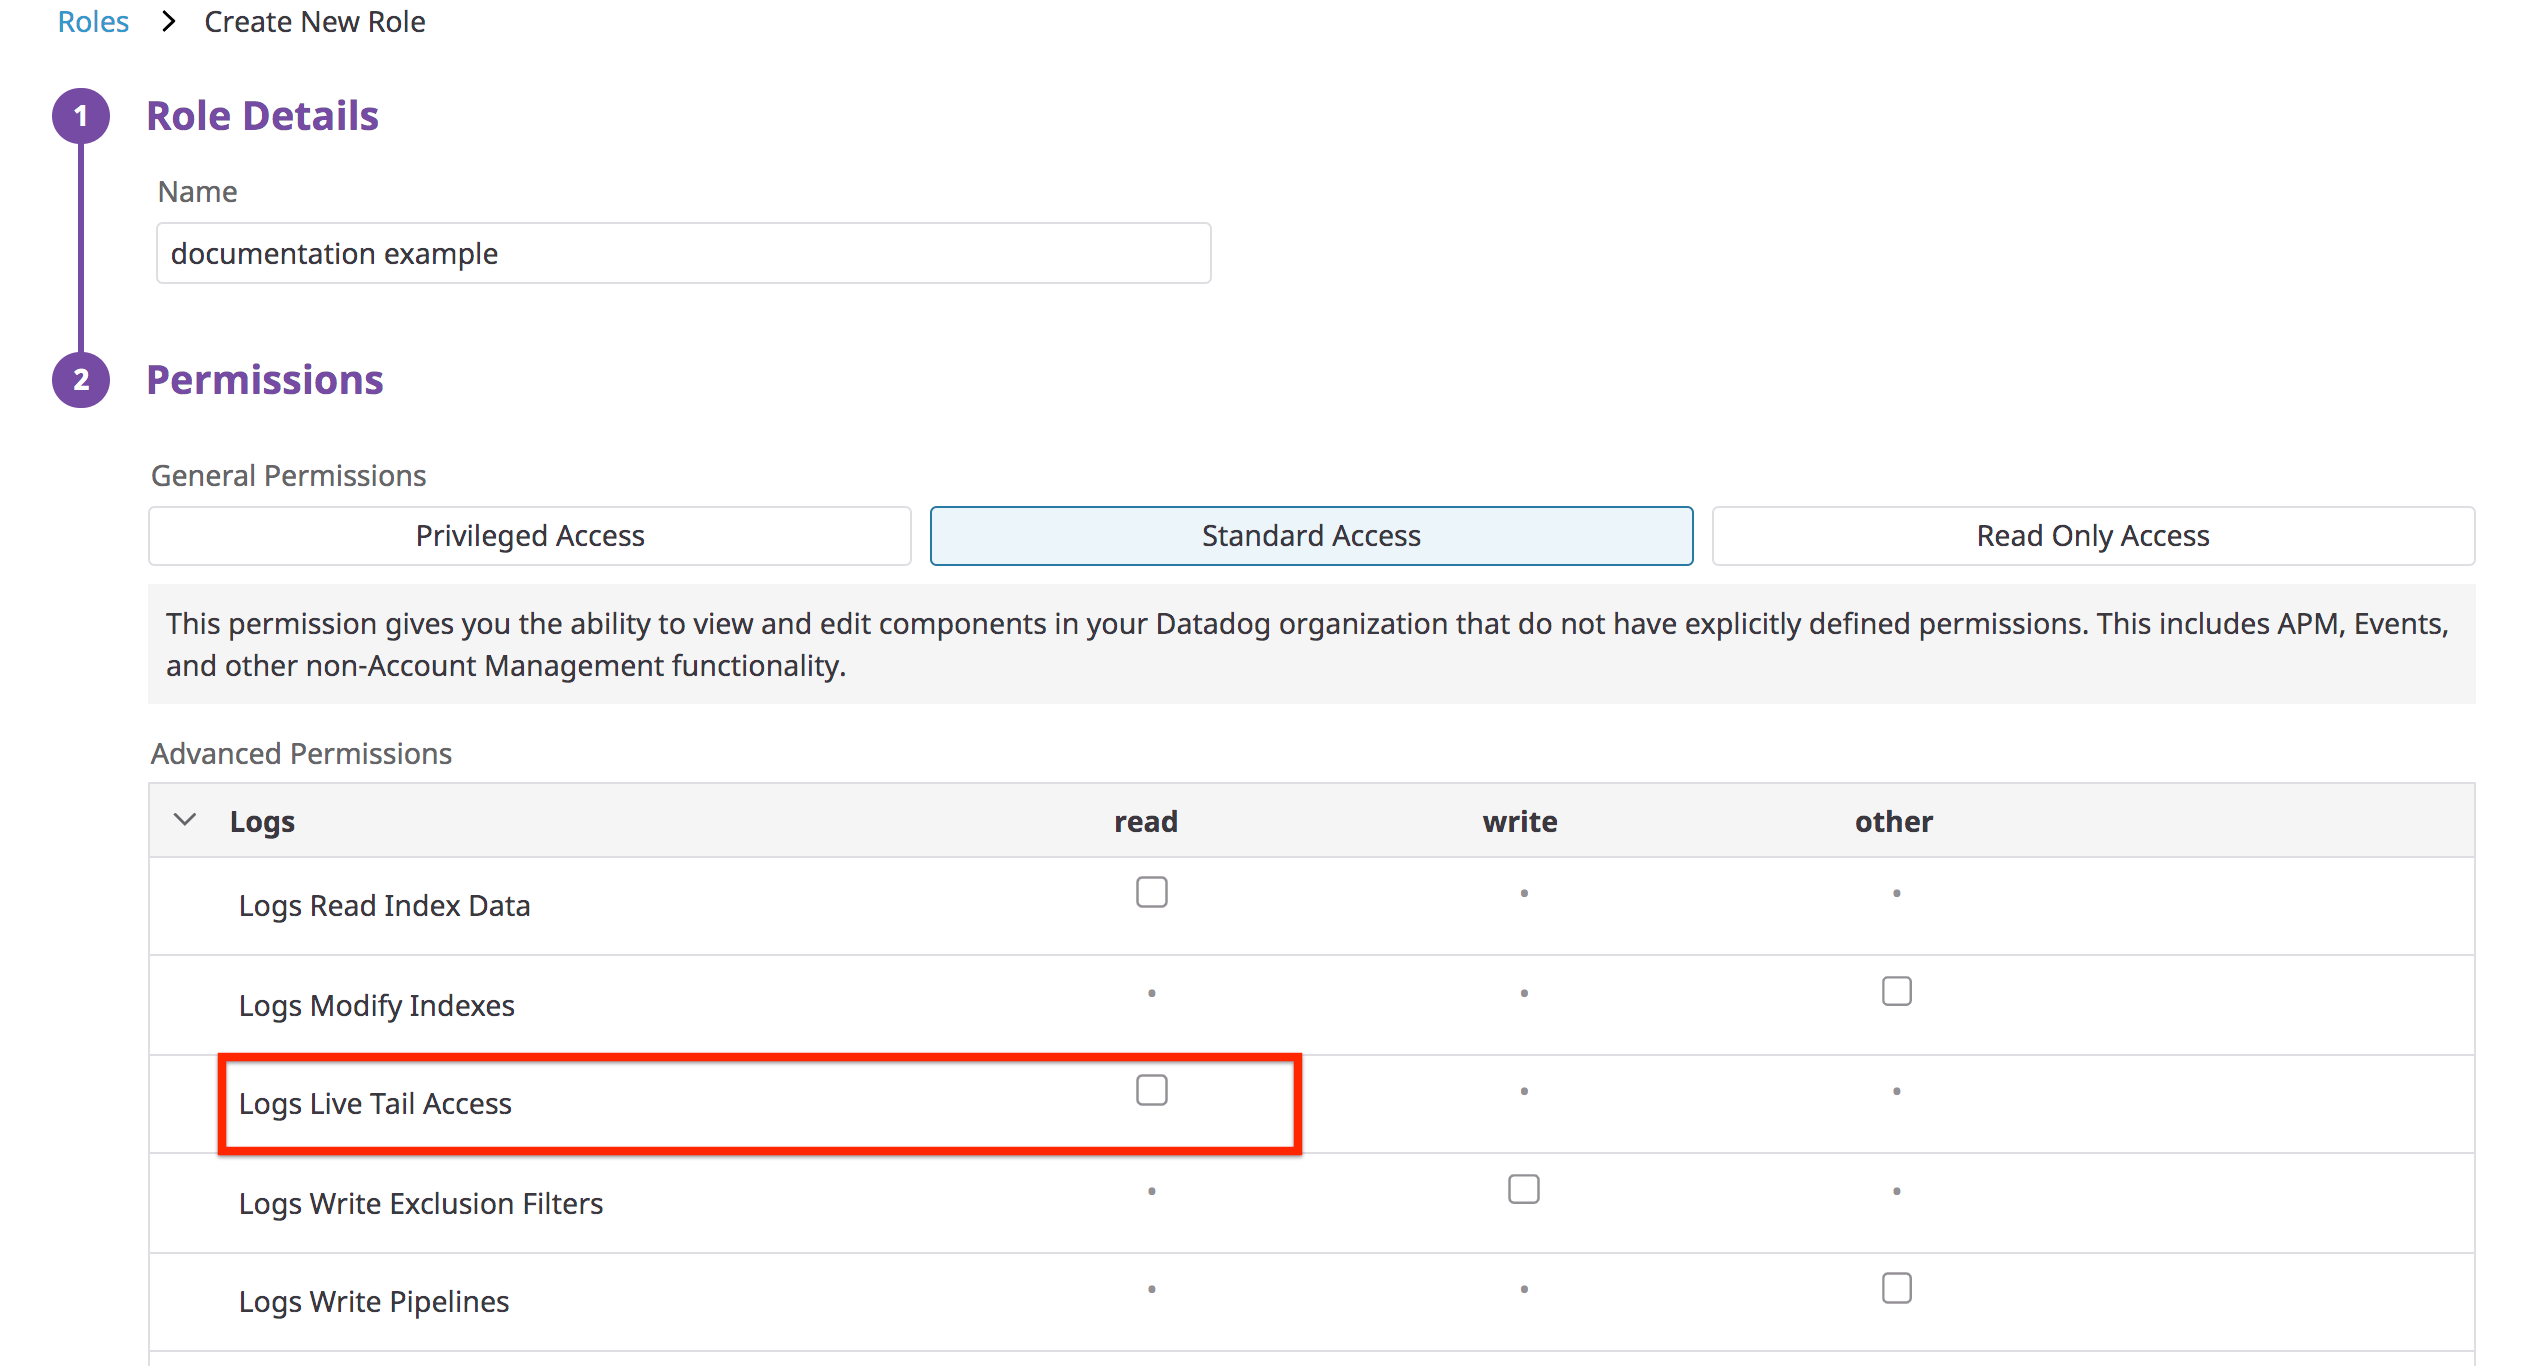 Roles > Create New Role
1 Role Details
Name
documentation example
2 Permissions
General Permissions
Privileged Access Standard Access Read Only Access
This permission gives you the ability to view and edit components in your Datadog organization that do not have explicitly defined permissions. This includes APM, Events,
and other non-Account Management functionality.
Advanced Permissions
Logs read write other
Logs Read Index Data
Logs Modify Indexes
Logs Live Tail Access
Logs Write Exclusion Filters
Logs Write Pipelines